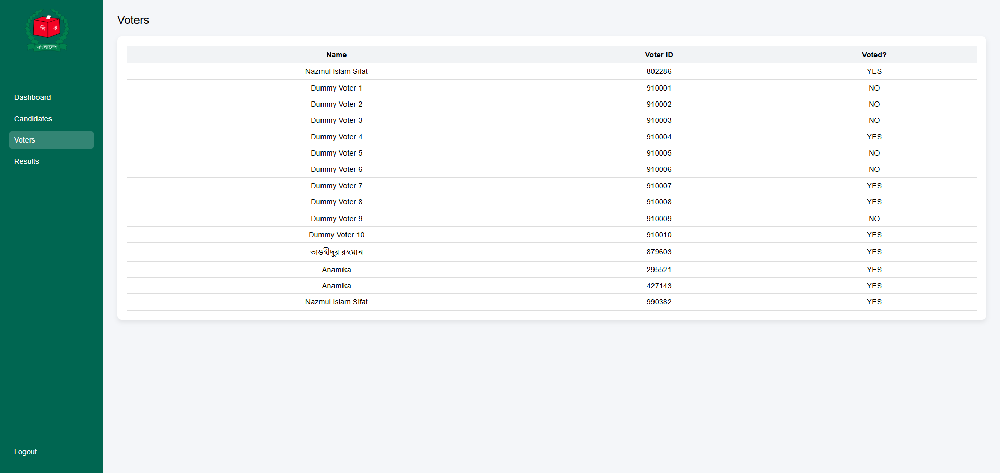 নি ক
বাংলাদেশ
Dashboard
Candidates
Voters
Results
Logout
Voters
Name Voter ID Voted?
Nazmul Islam Sifat 802286 YES
Dummy Voter 1 910001 NO
Dummy Voter 2 910002 NO
Dummy Voter 3 910003 NO
Dummy Voter 4 910004 YES
Dummy Voter 5 910005 NO
Dummy Voter 6 910006 NO
Dummy Voter 7 910007 YES
Dummy Voter 8 910008 YES
Dummy Voter 9 910009 NO
Dummy Voter 10 910010 YES
তাওহীদুর রহমান 879603 YES
Anamika 295521 YES
Anamika 427143 YES
Nazmul Islam Sifat 990382 YES